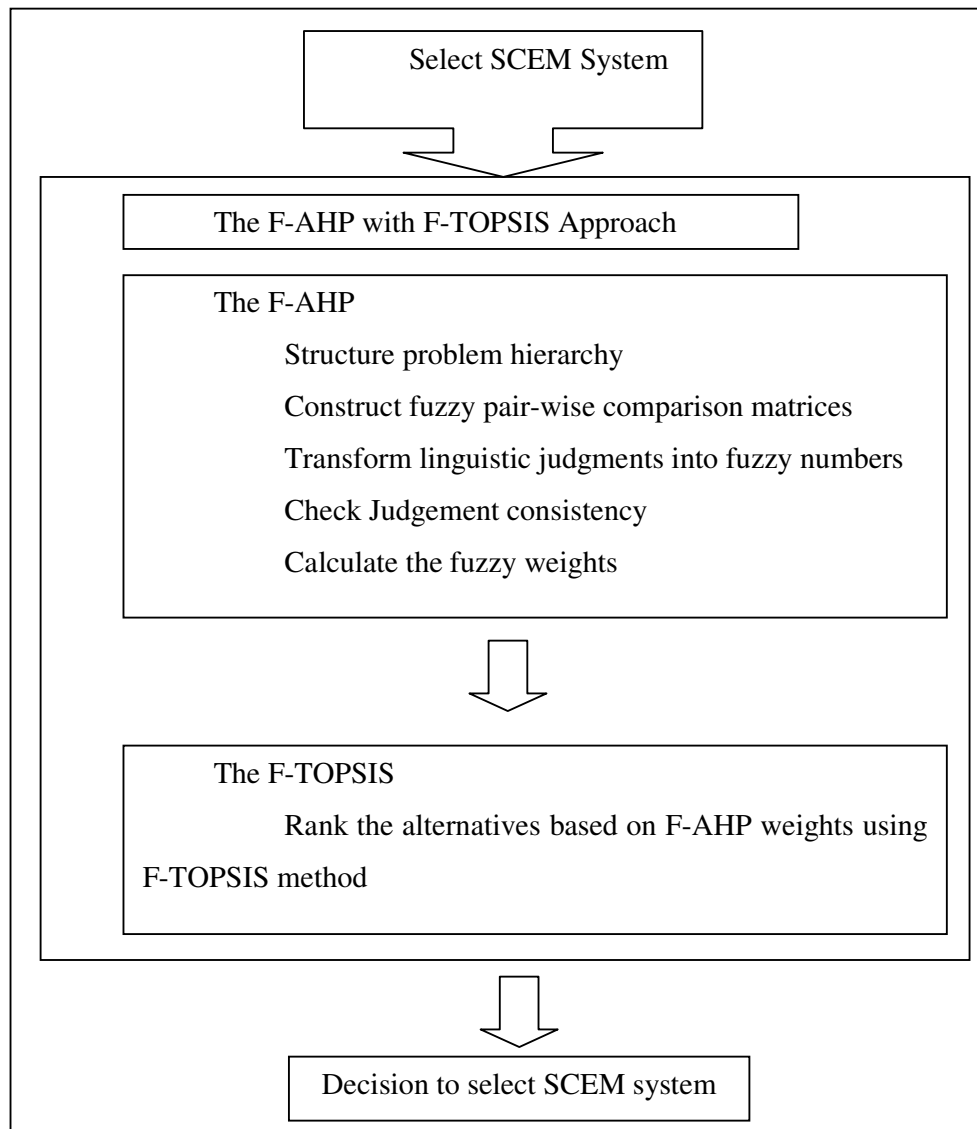 Select SCEM System
The F-AHP with F-TOPSIS Approach
The F-AHP
Structure problem hierarchy
Construct fuzzy pair-wise comparison matrices
Transform linguistic judgments into fuzzy numbers
Check Judgement consistency
Calculate the fuzzy weights
The F-TOPSIS
Rank the alternatives based on F-AHP weights using
F-TOPSIS method
Decision to select SCEM system